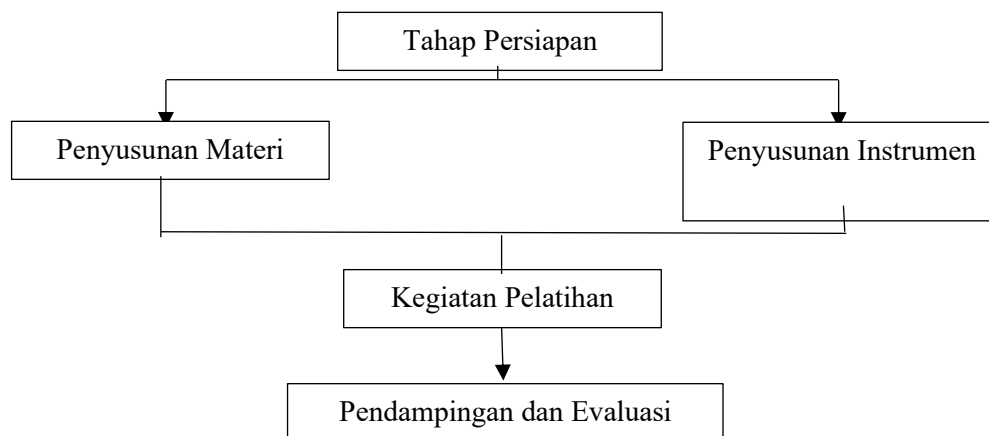 Tahap Persiapan
Penyusunan Materi
Penyusunan Instrumen
Kegiatan Pelatihan
Pendampingan dan Evaluasi